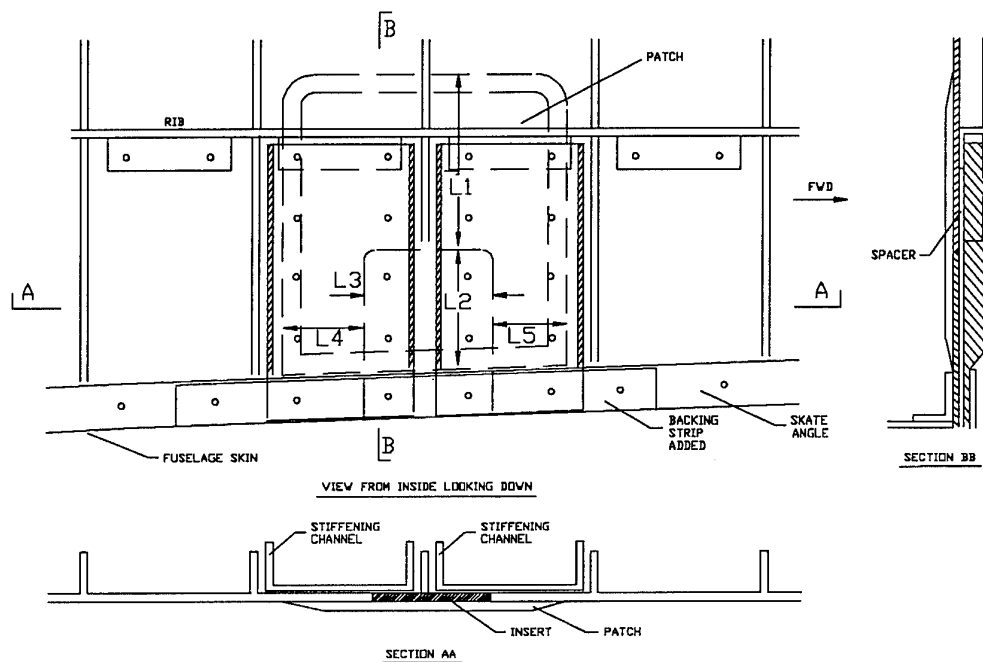 B
PATCH
RIB
L1
FWD
SPACER
A
L3
L2
A
L4
L5
BACKING
STRIP
ADDED
SKATE
ANGLE
B
FUSELAGE SKIN
SECTION BB
VIEW FROM INSIDE LOOKING DOWN
STIFFENING
CHANNEL
STIFFENING
CHANNEL
INSERT
PATCH
SECTION AA